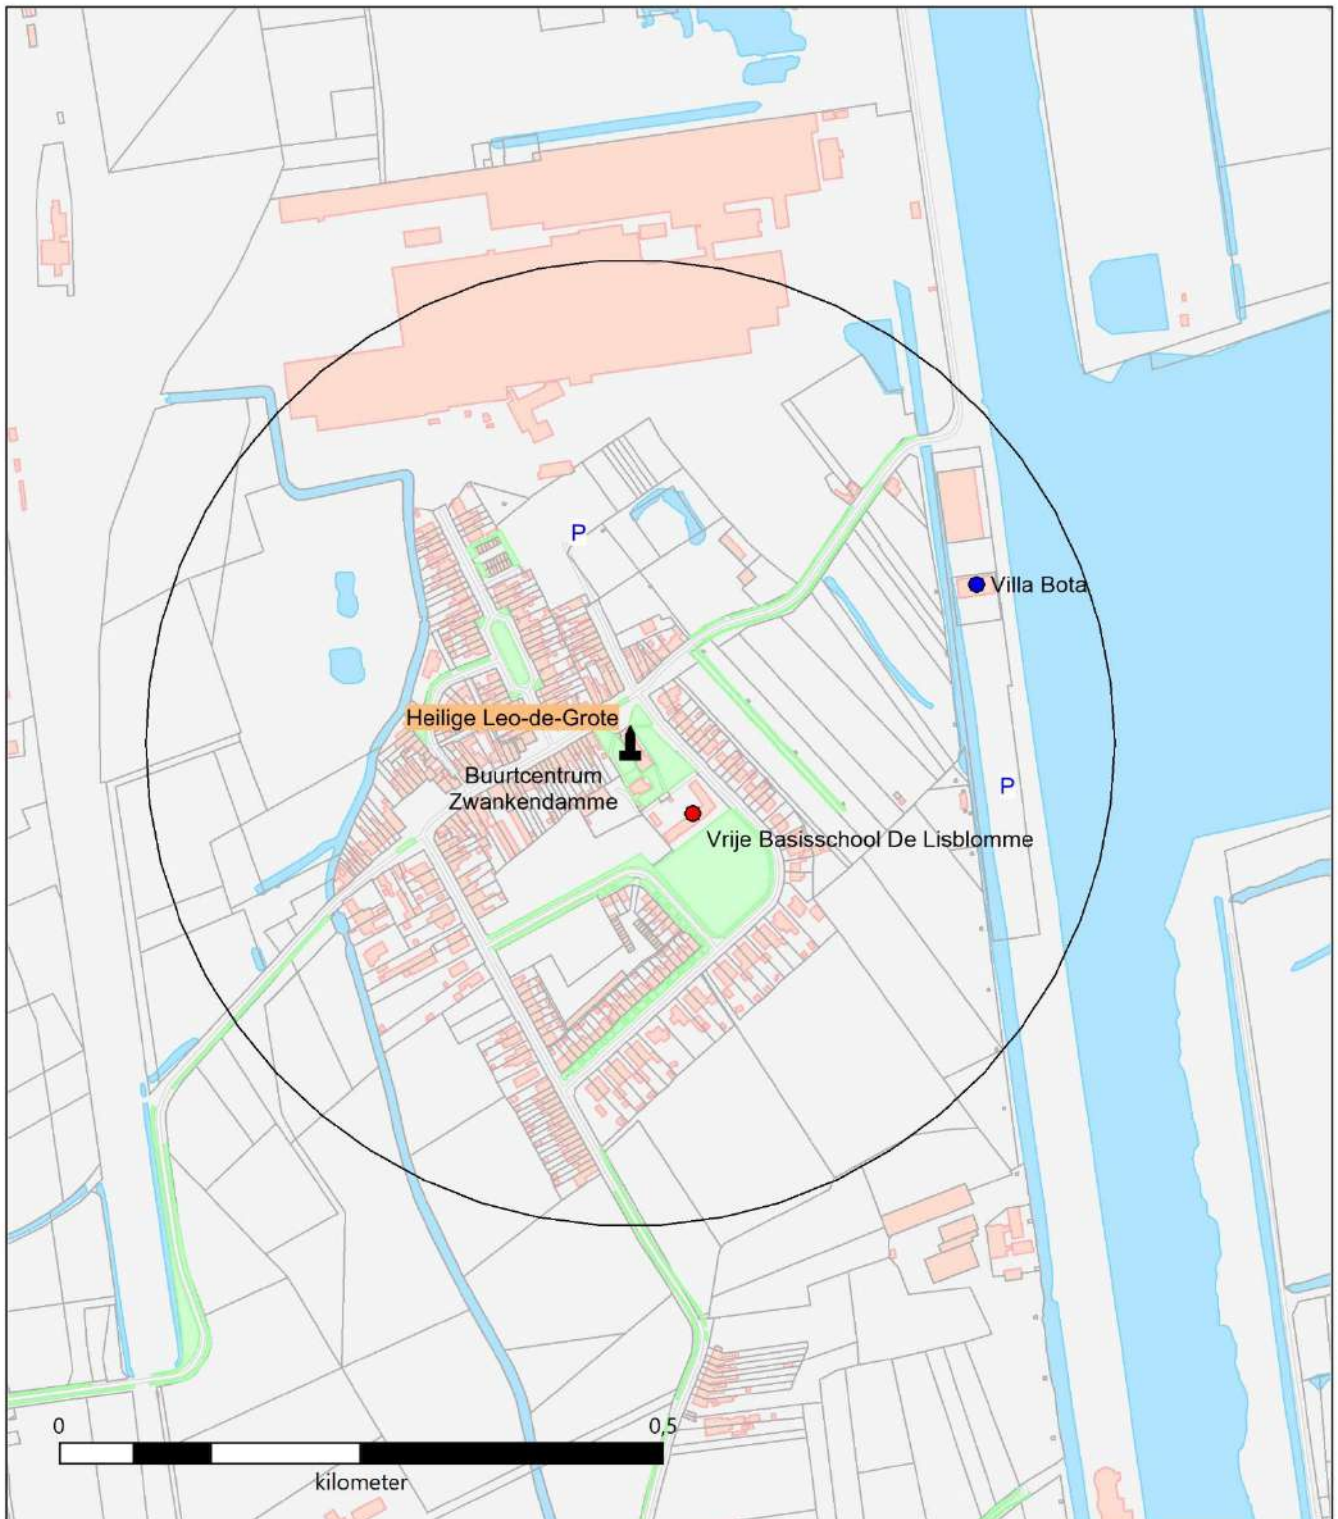 P
Villa Bota
Heilige Leo-de-Grote
Buurtcentrum
Zwankendamme
P
Vrije Basisschool De Lisblomme
0
0,5
kilometer